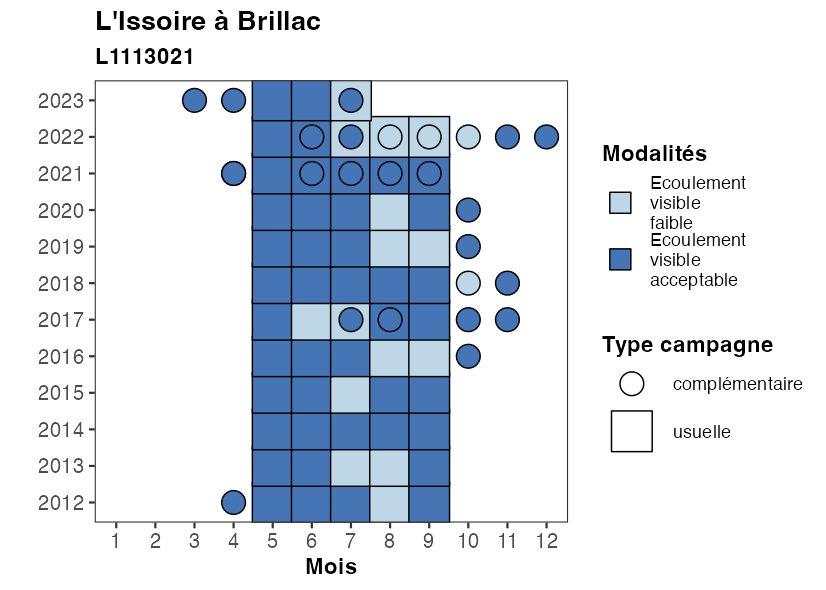 L'Issoire à Brillac
L1113021
2023
2022
2021
2020
2019
2018
2017
2016
2015
2014
2013
2012
1 2 3 4 5 6 7 8 9 10 11 12
Mois
Modalités
Ecoulement
visible
faible
Ecoulement
visible
acceptable
Type campagne
complémentaire
usuelle